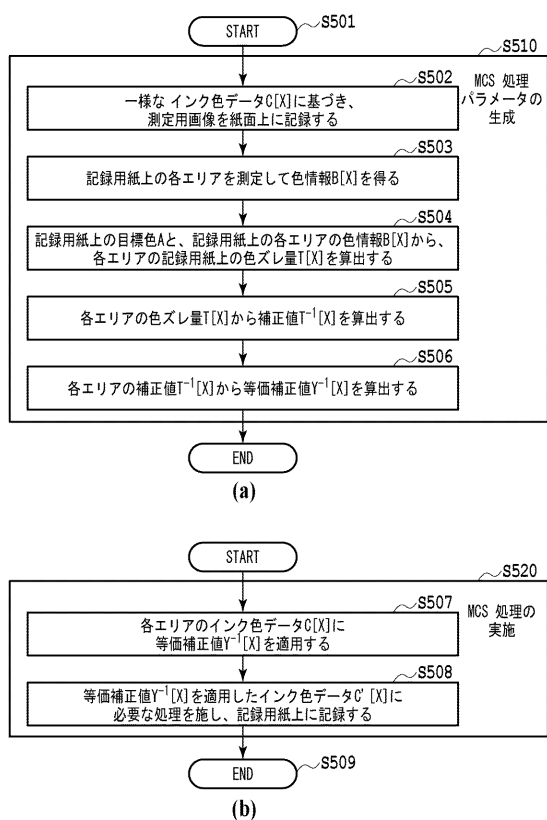 START
S501
S510
MCS 処理
パラメータの
生成
S502
一様な インク色データC[X]に基づき、
測定用画像を紙面上に記録する
S503
記録用紙上の各エリアを測定して色情報B[X]を得る
S504
記録用紙上の目標色Aと、記録用紙上の各エリアの色情報B[X]から、
各エリアの記録用紙上の色ズレ量T[X]を算出する
S505
各エリアの色ズレ量T[X]から補正値T⁻¹[X]を算出する
S506
各エリアの補正値T⁻¹[X]から等価補正値Y⁻¹[X]を算出する
END
(a)
START
S520
MCS 処理の
実施
S507
各エリアのインク色データC[X]に
等価補正値Y⁻¹[X]を適用する
S508
等価補正値Y⁻¹[X]を適用したインク色データC'[X]に
必要な処理を施し、記録用紙上に記録する
END
S509
(b)